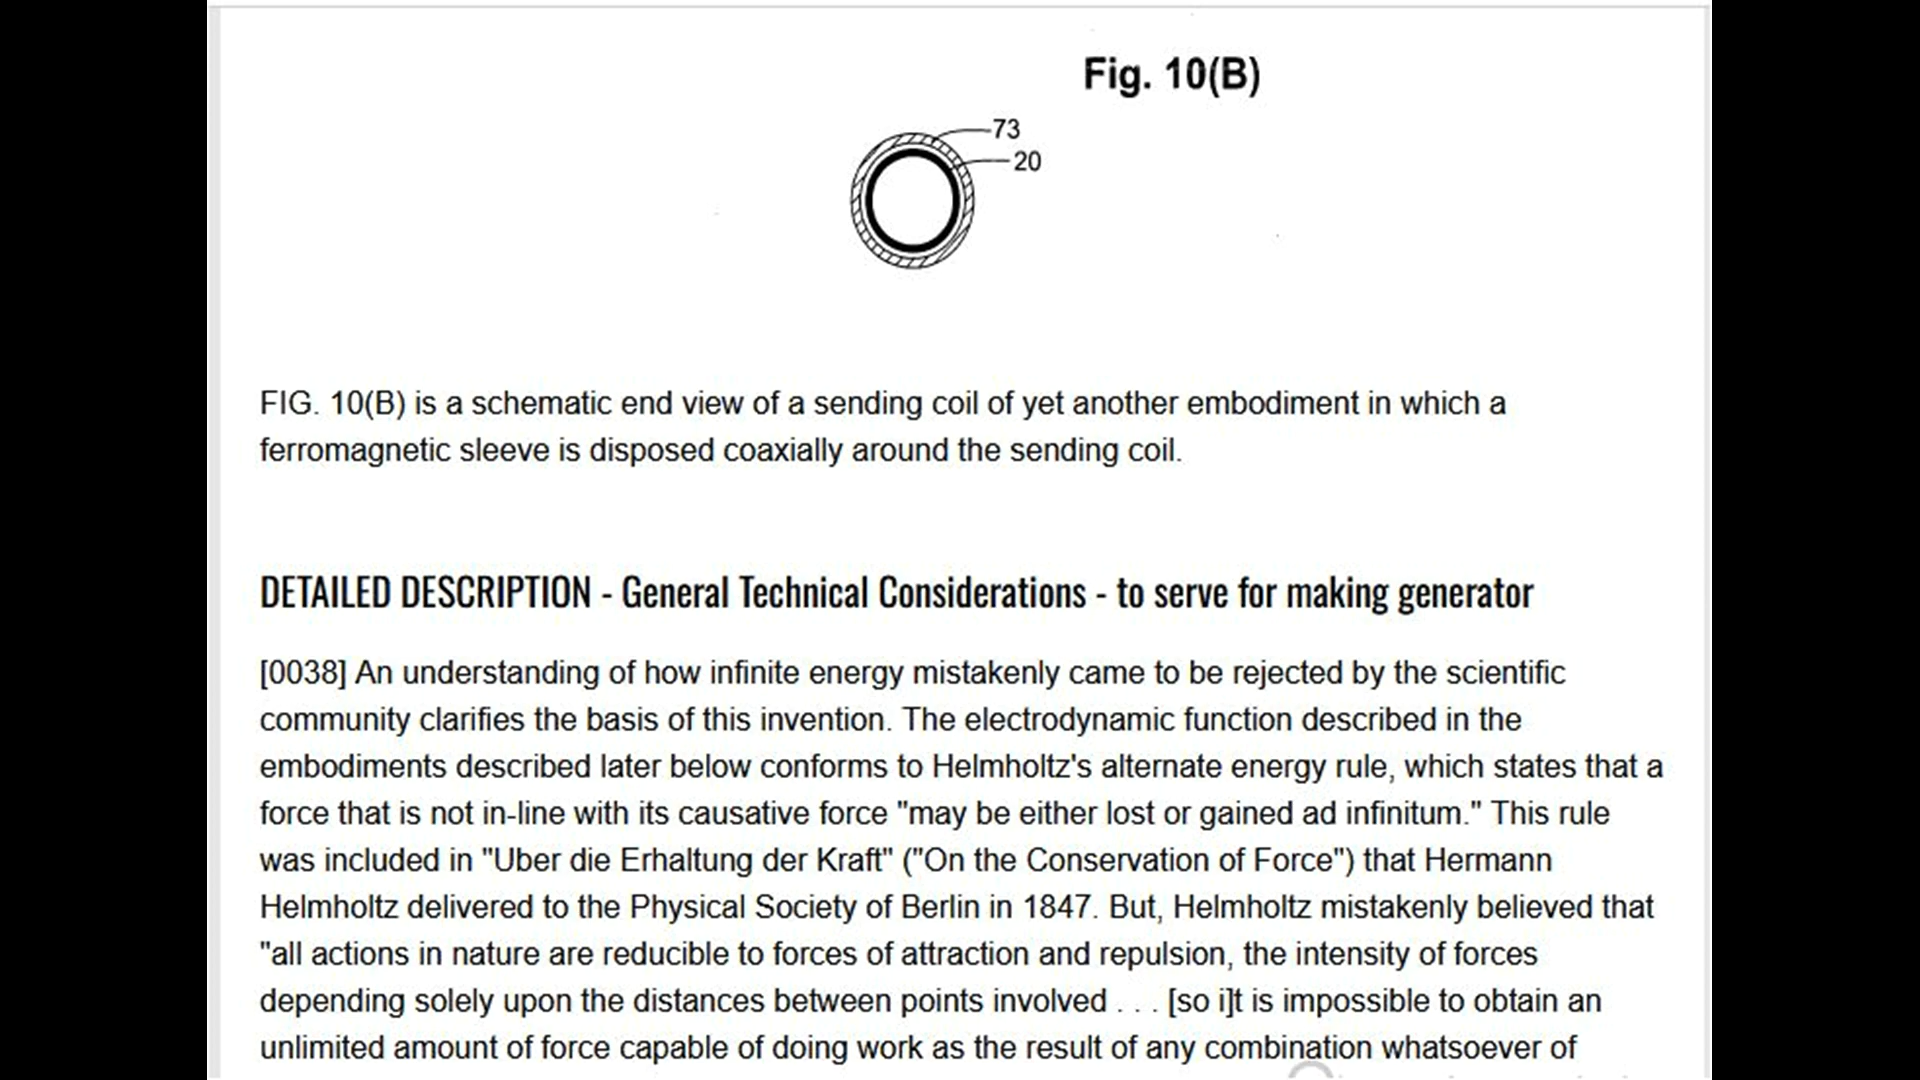 Fig. 10(B)
73
20
FIG. 10(B) is a schematic end view of a sending coil of yet another embodiment in which a
ferromagnetic sleeve is disposed coaxially around the sending coil.
DETAILED DESCRIPTION - General Technical Considerations - to serve for making generator
[0038] An understanding of how infinite energy mistakenly came to be rejected by the scientific
community clarifies the basis of this invention. The electrodynamic function described in the
embodiments described later below conforms to Helmholtz's alternate energy rule, which states that a
force that is not in-line with its causative force "may be either lost or gained ad infinitum." This rule
was included in "Uber die Erhaltung der Kraft" ("On the Conservation of Force") that Hermann
Helmholtz delivered to the Physical Society of Berlin in 1847. But, Helmholtz mistakenly believed that
"all actions in nature are reducible to forces of attraction and repulsion, the intensity of forces
depending solely upon the distances between points involved . . . [so i]t is impossible to obtain an
unlimited amount of force capable of doing work as the result of any combination whatsoever of